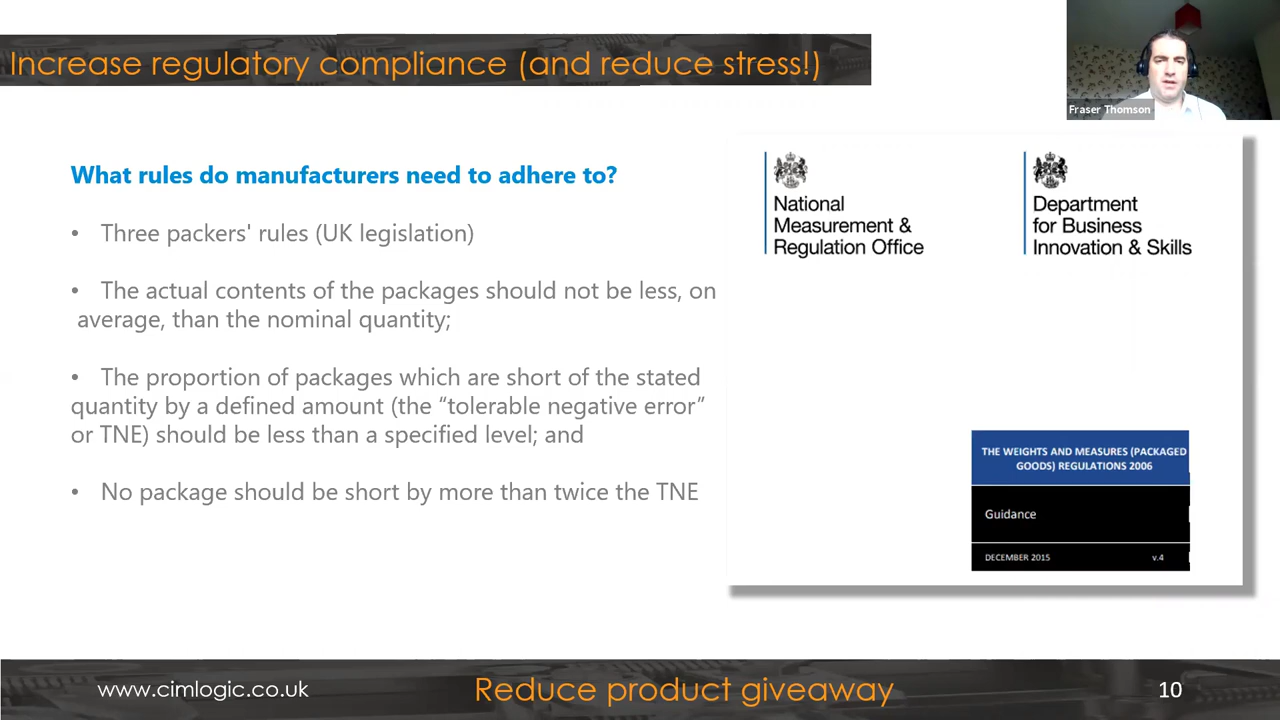 Increase regulatory compliance (and reduce stress!)
Fraser Thomson
What rules do manufacturers need to adhere to?
• Three packers' rules (UK legislation)
• The actual contents of the packages should not be less, on
average, than the nominal quantity;
• The proportion of packages which are short of the stated
quantity by a defined amount (the “tolerable negative error”
or TNE) should be less than a specified level; and
• No package should be short by more than twice the TNE
National
Measurement &
Regulation Office
Department
for Business
Innovation & Skills
THE WEIGHTS AND MEASURES (PACKAGED
GOODS) REGULATIONS 2006
Guidance
DECEMBER 2015 v.4
www.cimlogic.co.uk
Reduce product giveaway
10